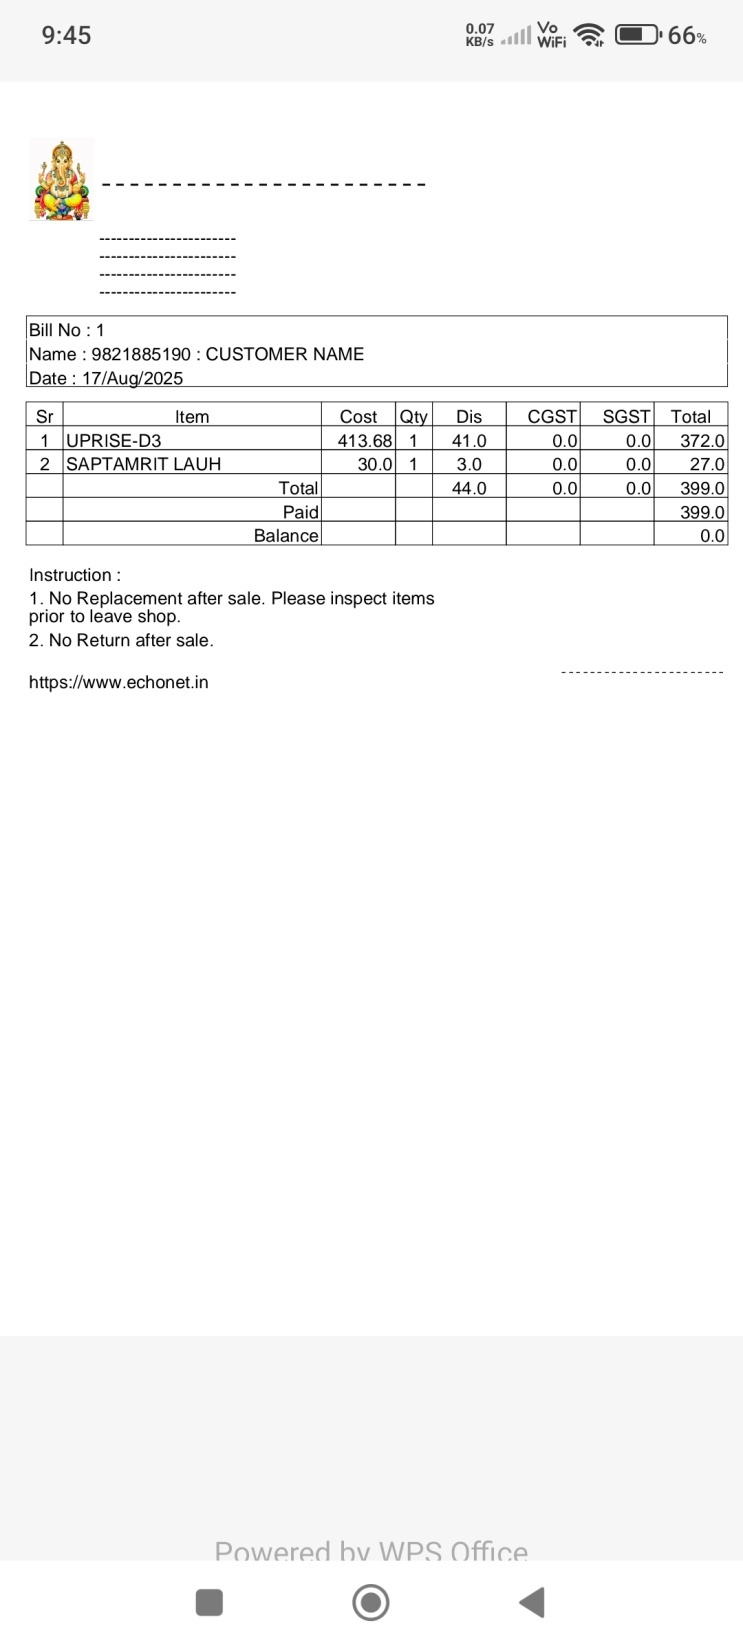 9:45
0.07 KB/s Vo WiFi 66%
-----------------------
-----------------------
-----------------------
-----------------------
-----------------------
Bill No : 1
Name : 9821885190 : CUSTOMER NAME
Date : 17/Aug/2025
Sr Item Cost Qty Dis CGST SGST Total
1 UPRISE-D3 413.68 1 41.0 0.0 0.0 372.0
2 SAPTAMRIT LAUH 30.0 1 3.0 0.0 0.0 27.0
Total 44.0 0.0 0.0 399.0
Paid 399.0
Balance 0.0
Instruction :
1. No Replacement after sale. Please inspect items
prior to leave shop.
2. No Return after sale.
-----------------------
https://www.echonet.in
Powered by WPS Office